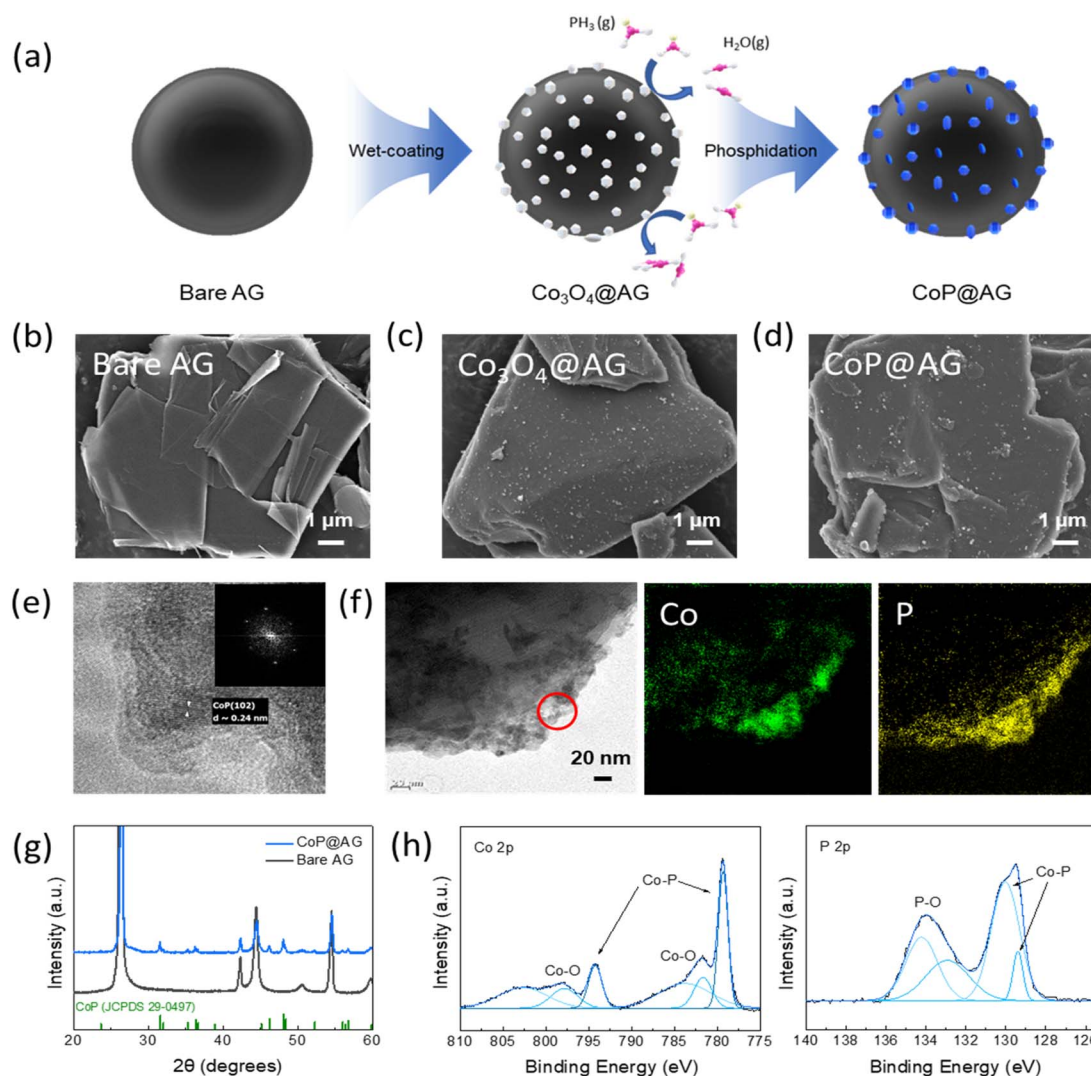 (a)
PH₃ (g)
H₂O(g)
Wet-coating
Phosphidation
Bare AG
Co₃O₄@AG
CoP@AG
(b)
Bare AG
1 μm
(c)
Co₃O₄@AG
1 μm
(d)
CoP@AG
1 μm
(e)
CoP(102)
d ~ 0.24 nm
(f)
20 nm
Co
P
(g)
CoP@AG
Bare AG
Intensity (a.u.)
CoP (JCPDS 29-0497)
20 30 40 50 60
2θ (degrees)
(h)
Co 2p
Co-P
Co-O
Co-O
Intensity (a.u.)
810 805 800 795 790 785 780 775
Binding Energy (eV)
P 2p
Co-P
P-O
Intensity (a.u.)
140 138 136 134 132 130 128 126
Binding Energy (eV)